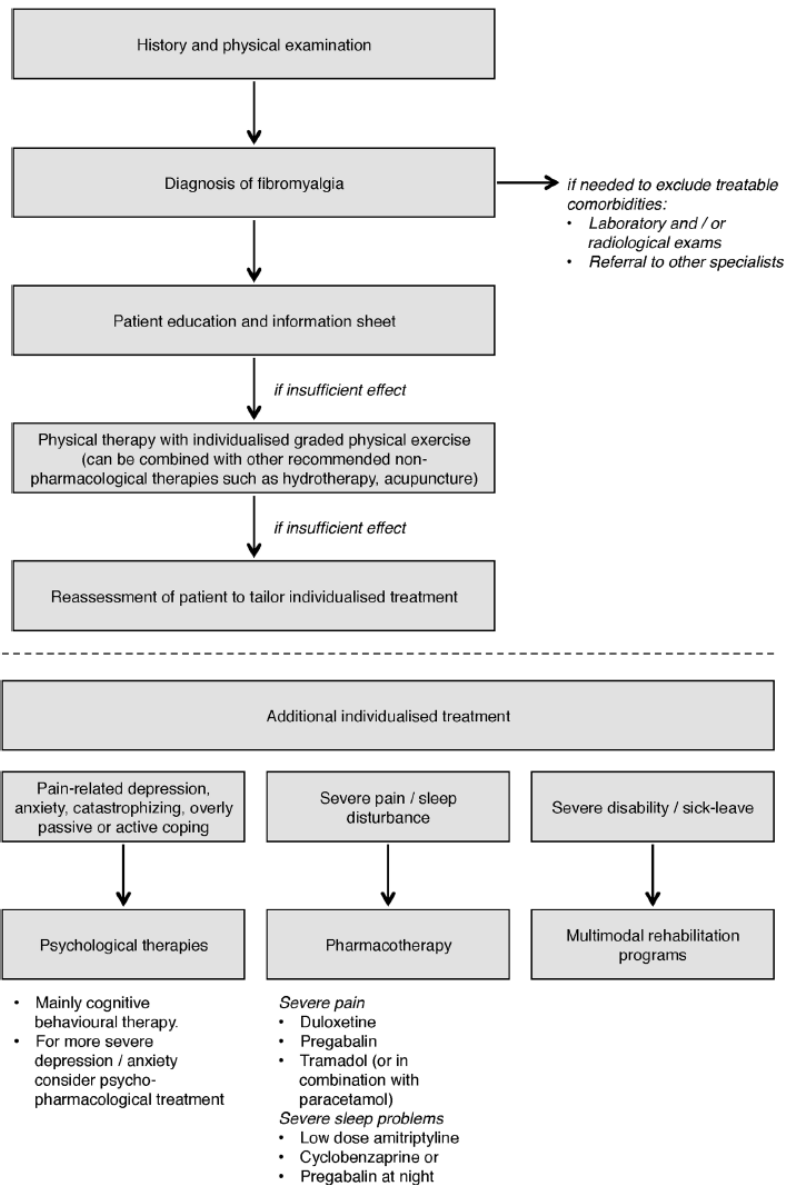 History and physical examination
Diagnosis of fibromyalgia
if needed to exclude treatable
comorbidities:
• Laboratory and / or
radiological exams
• Referral to other specialists
Patient education and information sheet
if insufficient effect
Physical therapy with individualised graded physical exercise
(can be combined with other recommended non-
pharmacological therapies such as hydrotherapy, acupuncture)
if insufficient effect
Reassessment of patient to tailor individualised treatment
Additional individualised treatment
Pain-related depression,
anxiety, catastrophizing, overly
passive or active coping
Severe pain / sleep
disturbance
Severe disability / sick-leave
Psychological therapies
Pharmacotherapy
Multimodal rehabilitation
programs
• Mainly cognitive
behavioural therapy.
• For more severe
depression / anxiety
consider psycho-
pharmacological treatment
Severe pain
• Duloxetine
• Pregabalin
• Tramadol (or in
combination with
paracetamol)
Severe sleep problems
• Low dose amitriptyline
• Cyclobenzaprine or
• Pregabalin at night